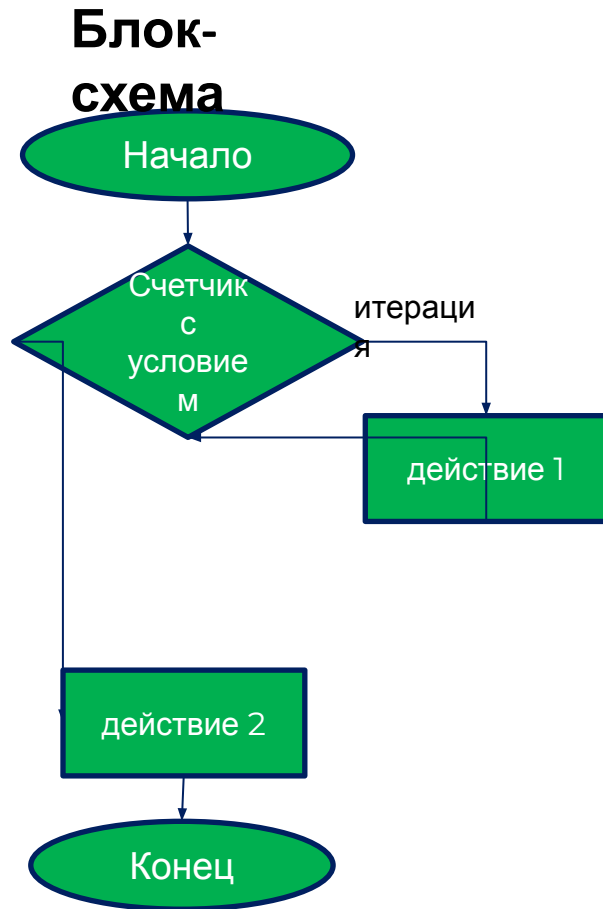 Блок-
схема
Начало
Счетчик
с
условие
м
итераци
я
действие 1
действие 2
Конец